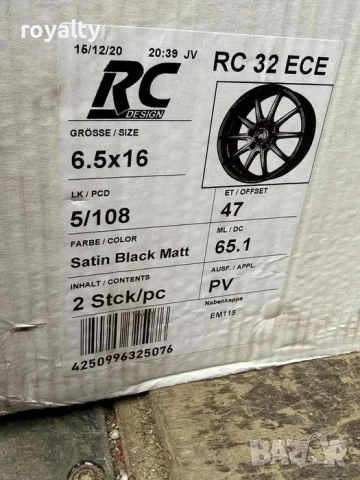 royalty
15/12/20 20:39 JV
RC
DESIGN
RC 32 ECE
GRÖSSE / SIZE
6.5x16
LK / PCD
5/108
ET / OFFSET
47
FARBE / COLOR
Satin Black Matt
ML / DC
65.1
INHALT / CONTENTS
2 Stck/pc
AUSF. / APPL.
PV
Nabenkappe
EM115
4250996325076
BAZAR